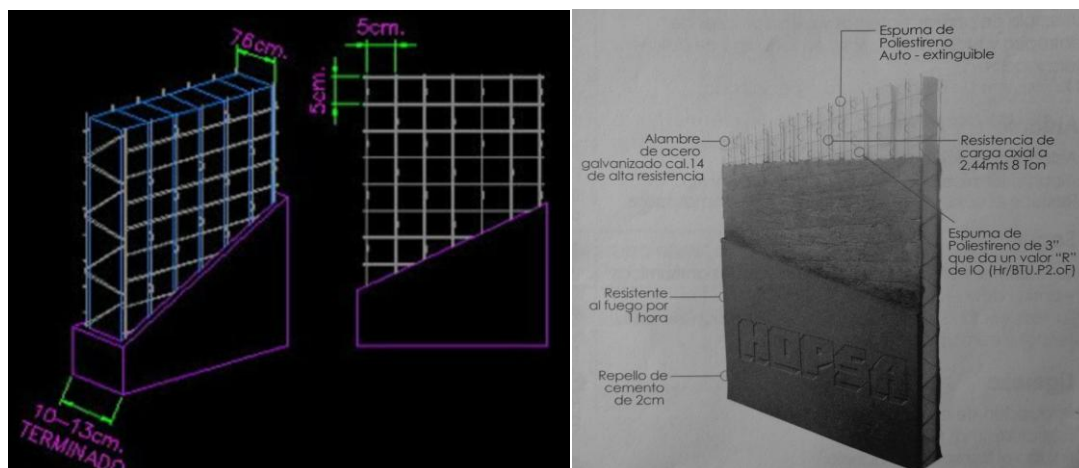 76cm.
5cm.
5cm.
10-13cm.
TERMINADO
Espuma de
Poliestireno
Auto - extinguible
Alambre
de acero
galvanizado cal.14
de alta resistencia
Resistencia de
carga axial a
2,44mts 8 Ton
Espuma de
Poliestireno de 3"
que da un valor "R"
de IO (Hr/BTU.P2.oF)
Resistente
al fuego por
1 hora
Repello de
cemento
de 2cm
HOPSA